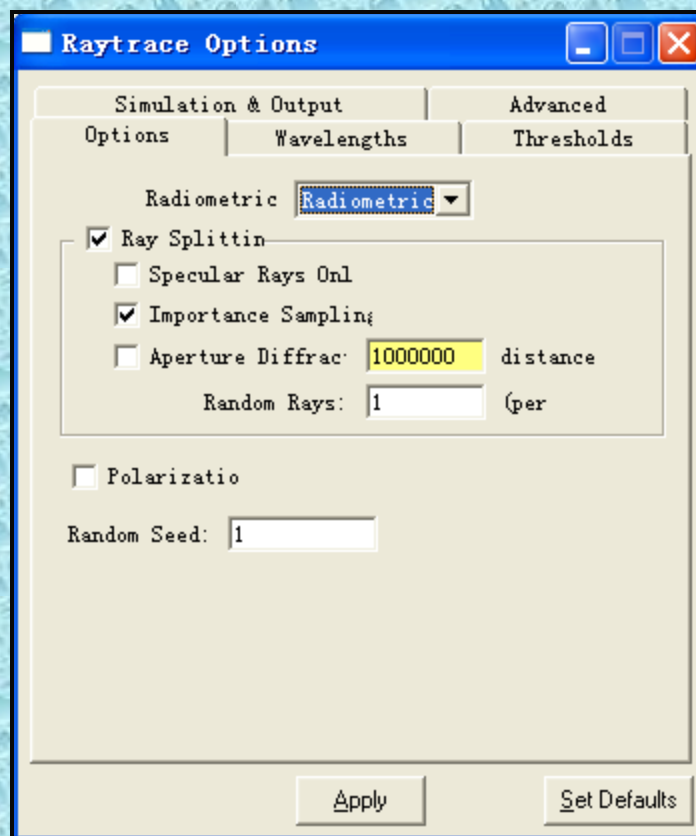 Raytrace Options
Simulation & Output Advanced
Options Wavelengths Thresholds
Radiometric Radiometric
Ray Splittin
Specular Rays Onl
Importance Sampling
Aperture Diffrac 1000000 distance
Random Rays: 1 (per
Polarizatio
Random Seed: 1
Apply Set Defaults